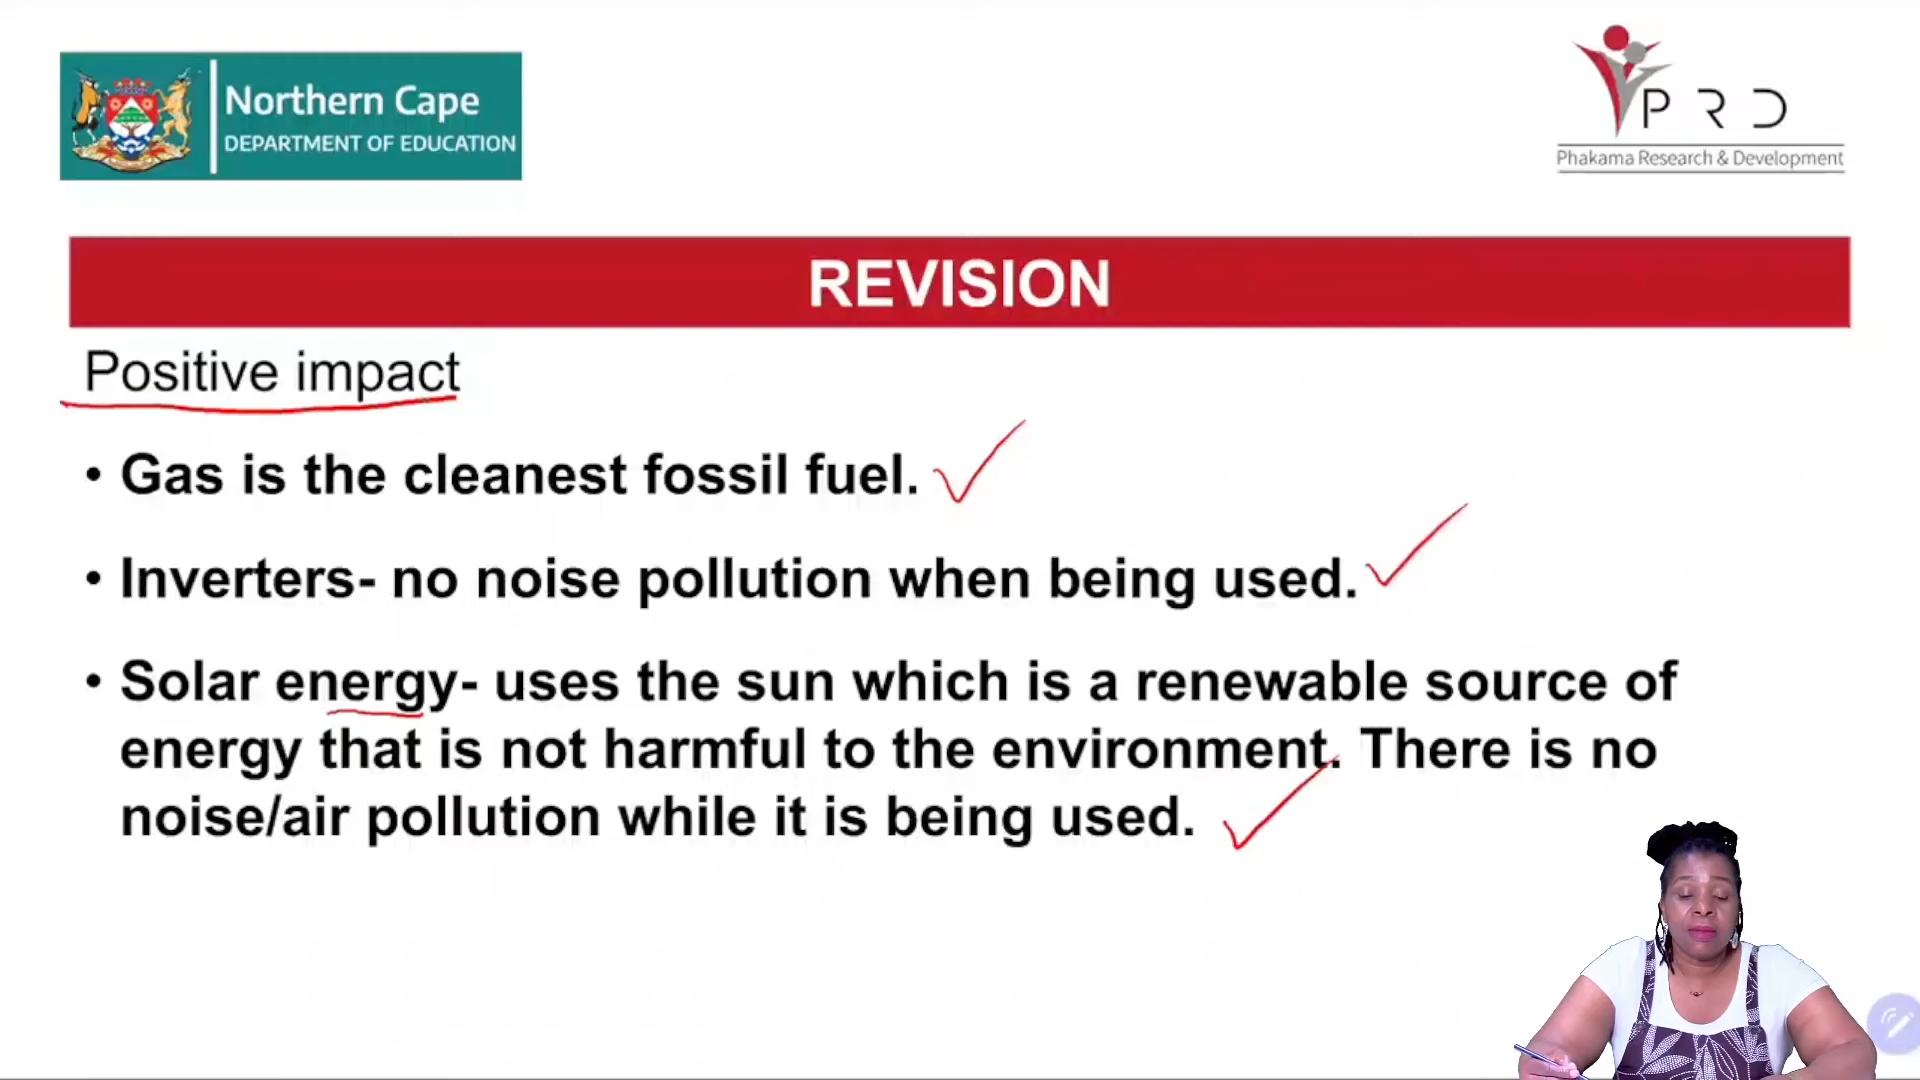 Northern Cape
DEPARTMENT OF EDUCATION
PRD
Phakama Research & Development
REVISION
Positive impact
• Gas is the cleanest fossil fuel.
• Inverters- no noise pollution when being used.
• Solar energy- uses the sun which is a renewable source of
energy that is not harmful to the environment. There is no
noise/air pollution while it is being used.